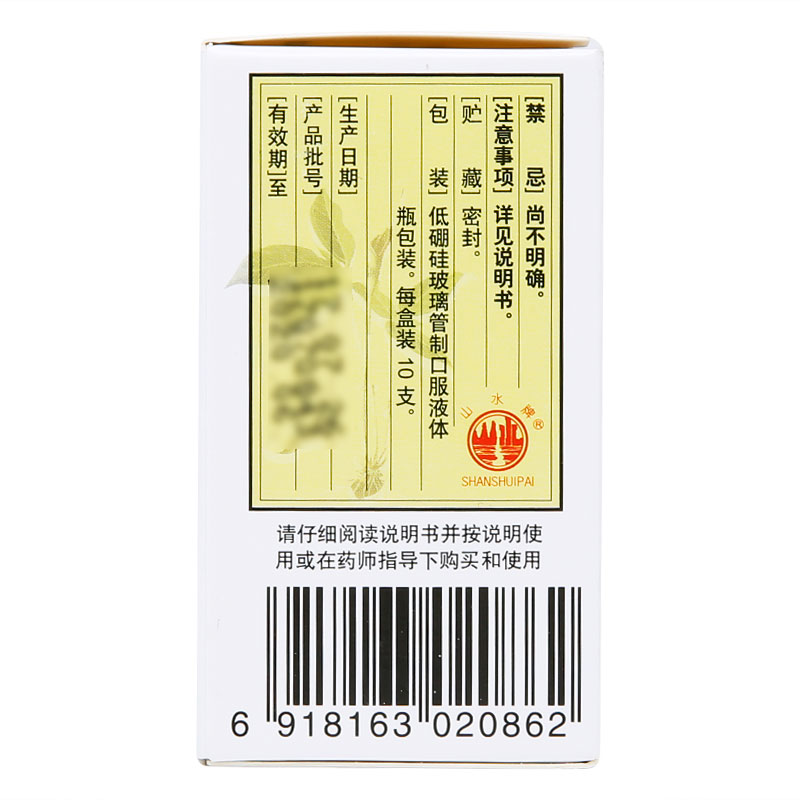 [禁忌]尚不明确。
[注意事项]详见说明书。
[贮藏]密封。
[包装]低硼硅玻璃管制口服液体
瓶包装。每盒装10支。
[生产日期]
[产品批号]
[有效期]至
山水牌®
SHANSHUIPAI
请仔细阅读说明书并按说明使
用或在药师指导下购买和使用
6 918163 020862